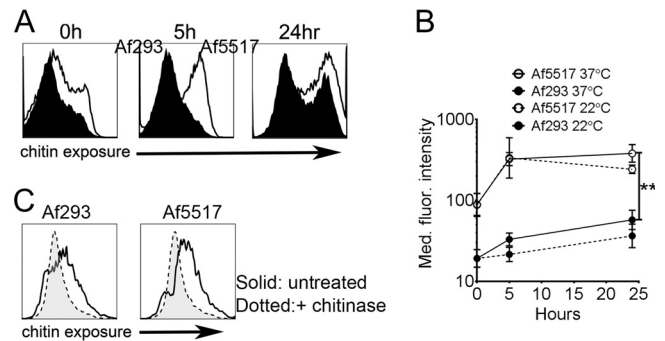 A
0h
5h
24hr
Af293
Af5517
chitin exposure
B
Af5517 37°C
Af293 37°C
Af5517 22°C
Af293 22°C
Med. fluor. intensity
1000
100
10
**
0
5
10
15
20
25
Hours
C
Af293
Af5517
Solid: untreated
Dotted:+ chitinase
chitin exposure